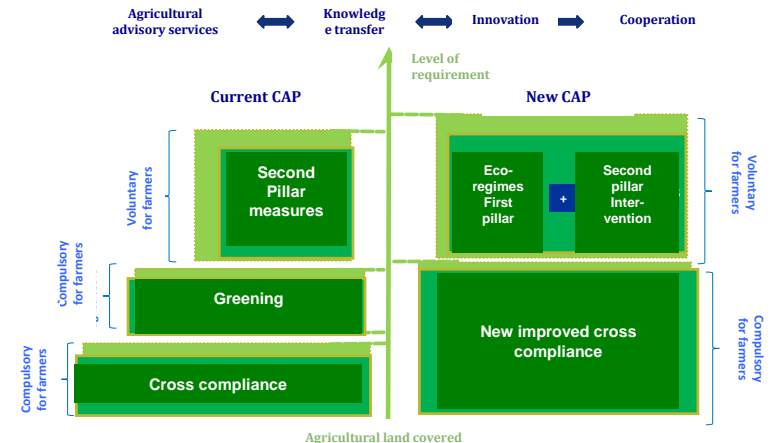 Agricultural
advisory services
Knowledg
e transfer
Innovation
Cooperation
Level of
requirement
Current CAP
New CAP
Voluntary
for farmers
Second
Pillar
measures
Eco-
regimes
First
pillar
+
Second
pillar
Inter-
vention
Voluntary
for farmers
Compulsory
for farmers
Greening
New improved cross
compliance
Compulsory
for farmers
Compulsory
for farmers
Cross compliance
Agricultural land covered